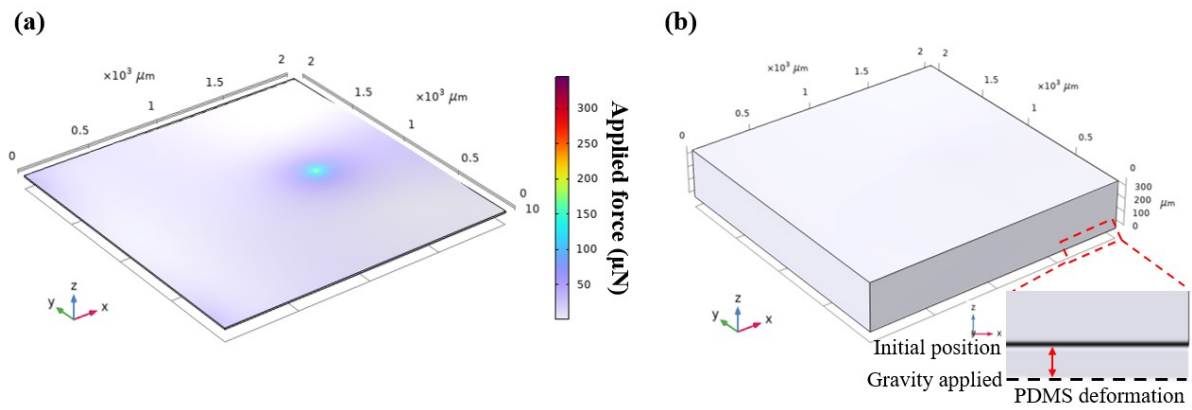 (a)
×10³ μm
2
2
1.5
1.5
×10³ μm
1
1
0.5
0.5
0
0
10
z
y
x
300
250
200
150
100
50
Applied force (μN)
(b)
×10³ μm
2
2
1.5
1.5
×10³ μm
1
1
0.5
0.5
0
0
300
200
100
0
μm
z
y
x
z
x
Initial position
Gravity applied
PDMS deformation